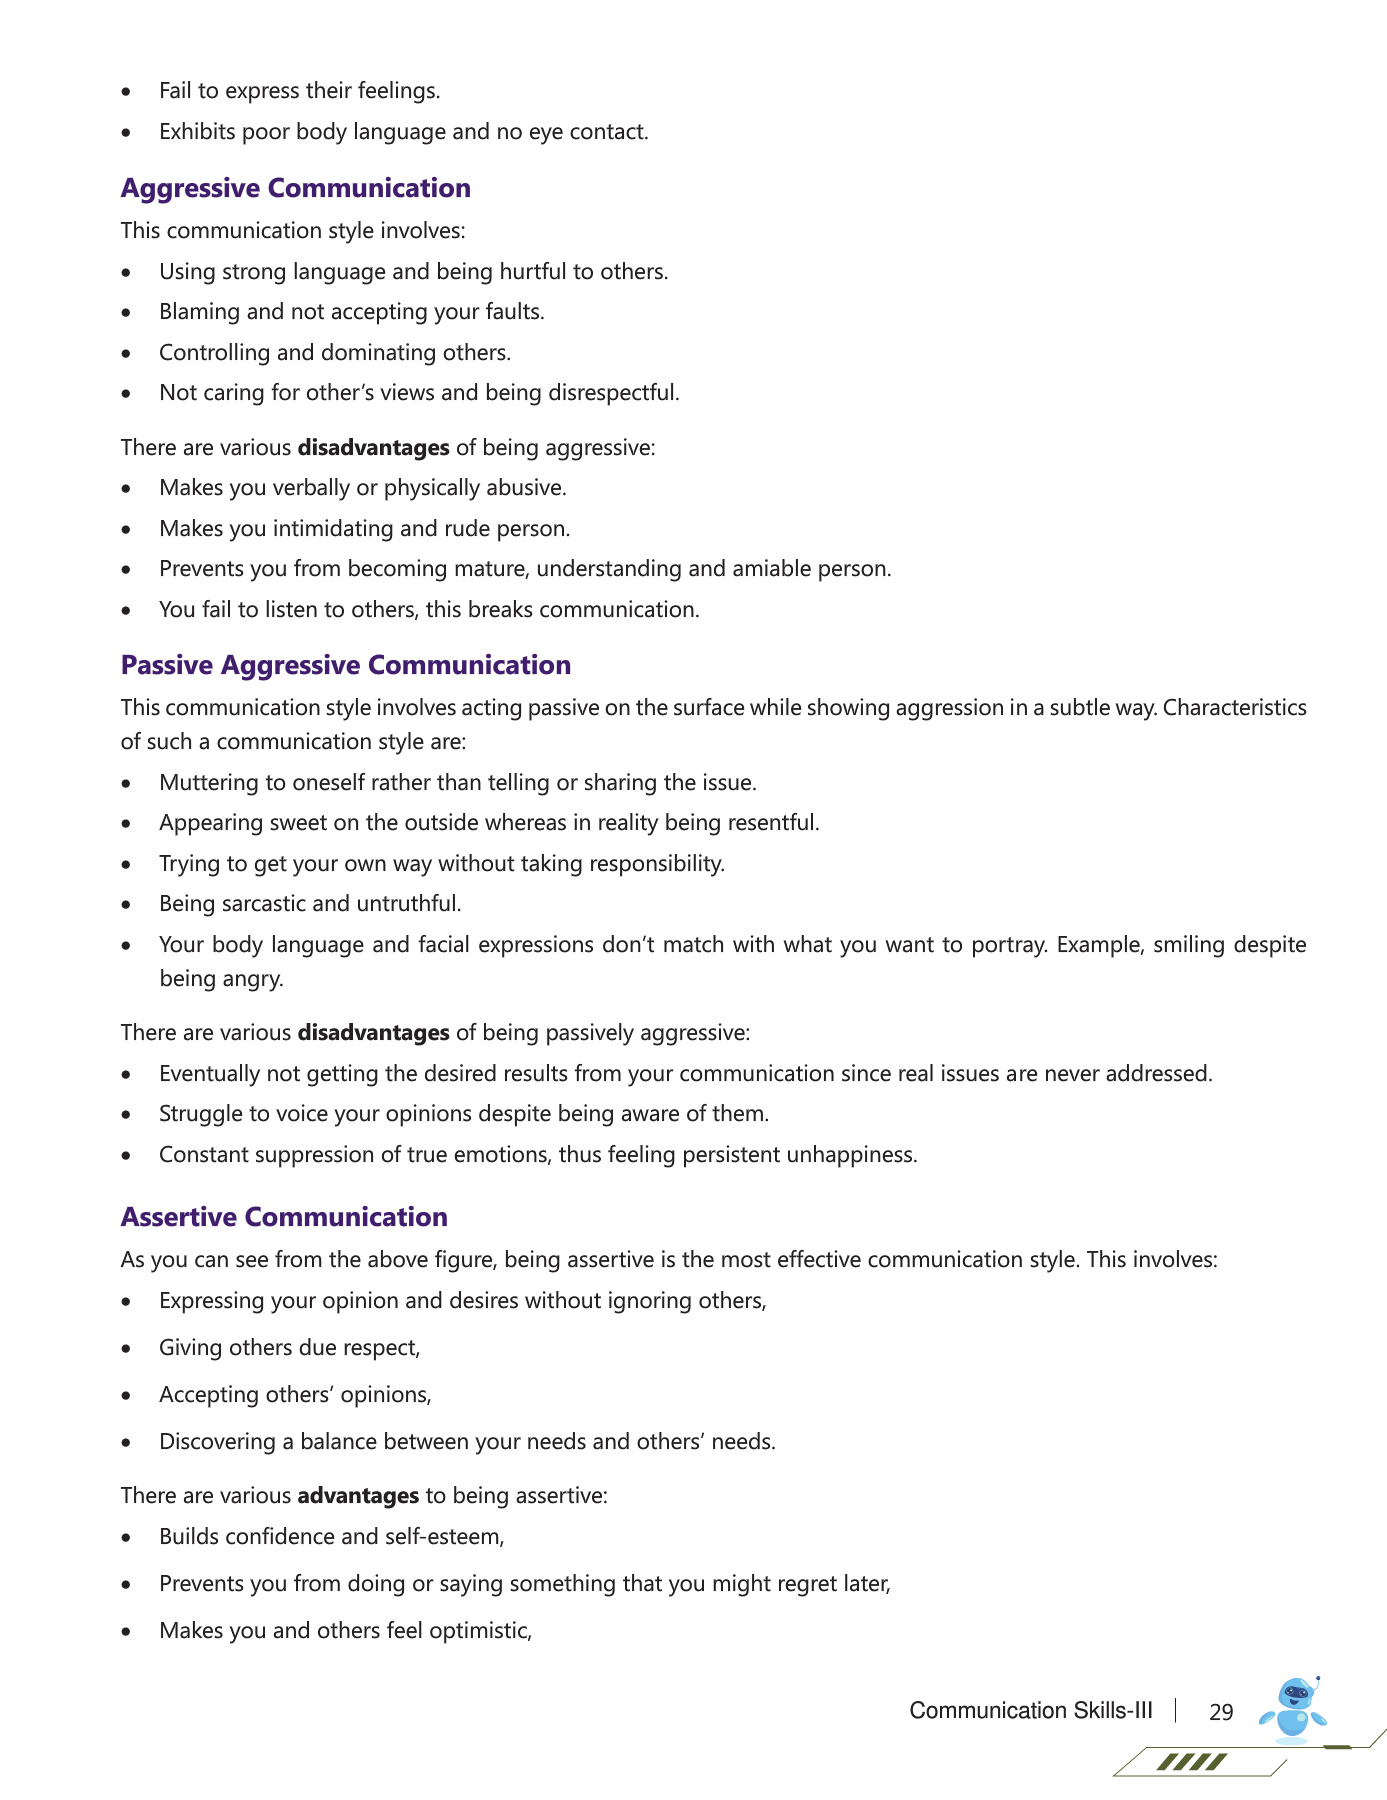 • Fail to express their feelings.
• Exhibits poor body language and no eye contact.
Aggressive Communication
This communication style involves:
• Using strong language and being hurtful to others.
• Blaming and not accepting your faults.
• Controlling and dominating others.
• Not caring for other’s views and being disrespectful.
There are various disadvantages of being aggressive:
• Makes you verbally or physically abusive.
• Makes you intimidating and rude person.
• Prevents you from becoming mature, understanding and amiable person.
• You fail to listen to others, this breaks communication.
Passive Aggressive Communication
This communication style involves acting passive on the surface while showing aggression in a subtle way. Characteristics
of such a communication style are:
• Muttering to oneself rather than telling or sharing the issue.
• Appearing sweet on the outside whereas in reality being resentful.
• Trying to get your own way without taking responsibility.
• Being sarcastic and untruthful.
• Your body language and facial expressions don’t match with what you want to portray. Example, smiling despite
being angry.
There are various disadvantages of being passively aggressive:
• Eventually not getting the desired results from your communication since real issues are never addressed.
• Struggle to voice your opinions despite being aware of them.
• Constant suppression of true emotions, thus feeling persistent unhappiness.
Assertive Communication
As you can see from the above figure, being assertive is the most effective communication style. This involves:
• Expressing your opinion and desires without ignoring others,
• Giving others due respect,
• Accepting others’ opinions,
• Discovering a balance between your needs and others’ needs.
There are various advantages to being assertive:
• Builds confidence and self-esteem,
• Prevents you from doing or saying something that you might regret later,
• Makes you and others feel optimistic,
Communication Skills-III 29